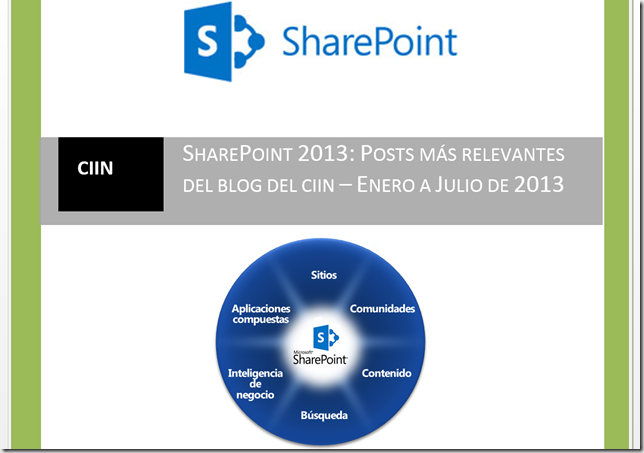 S
SharePoint
CIIN
SHAREPOINT 2013: POSTS MÁS RELEVANTES
DEL BLOG DEL CIIN – ENERO A JULIO DE 2013
Sitios
Aplicaciones
compuestas
Comunidades
S
Microsoft
SharePoint
Inteligencia
de
negocio
Contenido
Búsqueda